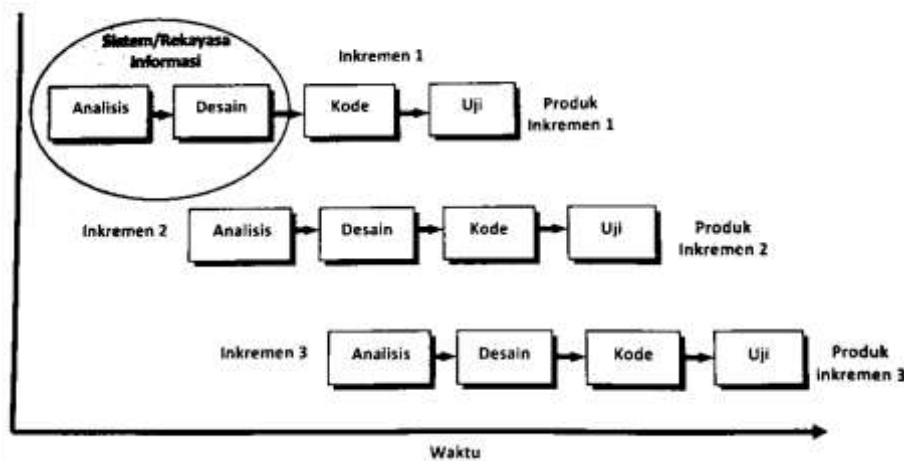 Sistem/Rekayasa
Informasi
Inkremen 1
Analisis
Desain
Kode
Uji
Produk
Inkremen 1
Inkremen 2
Analisis
Desain
Kode
Uji
Produk
Inkremen 2
Inkremen 3
Analisis
Desain
Kode
Uji
Produk
inkremen 3
Waktu